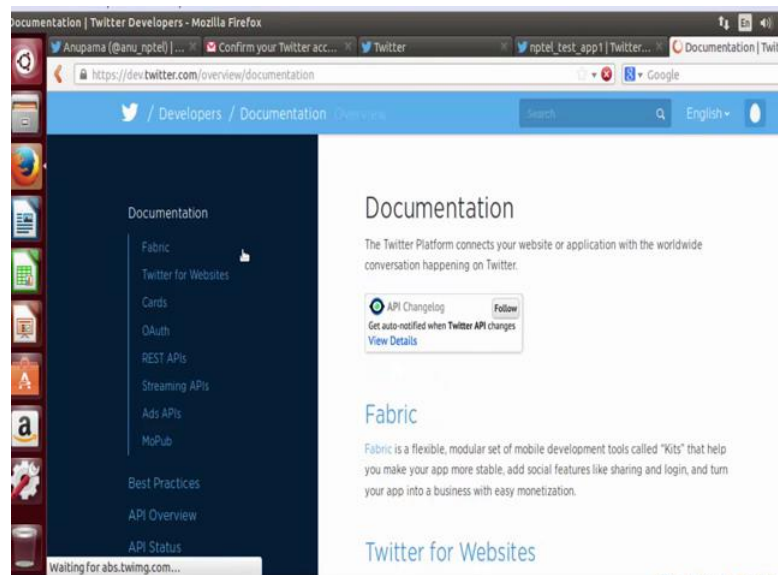 Documentation | Twitter Developers - Mozilla Firefox
En
Anupama (@anu_nptel) | ...
Confirm your Twitter acc...
Twitter
nptel_test_app1 | Twitter...
Documentation | Twit
https://dev.twitter.com/overview/documentation
Google
/ Developers / Documentation Overview
Search
English
Documentation
Fabric
Twitter for Websites
Cards
OAuth
REST APIs
Streaming APIs
Ads APIs
MoPub
Best Practices
API Overview
API Status
Documentation
The Twitter Platform connects your website or application with the worldwide
conversation happening on Twitter.
API Changelog
Follow
Get auto-notified when Twitter API changes
View Details
Fabric
Fabric is a flexible, modular set of mobile development tools called “Kits” that help
you make your app more stable, add social features like sharing and login, and turn
your app into a business with easy monetization.
Twitter for Websites
Waiting for abs.twimg.com...